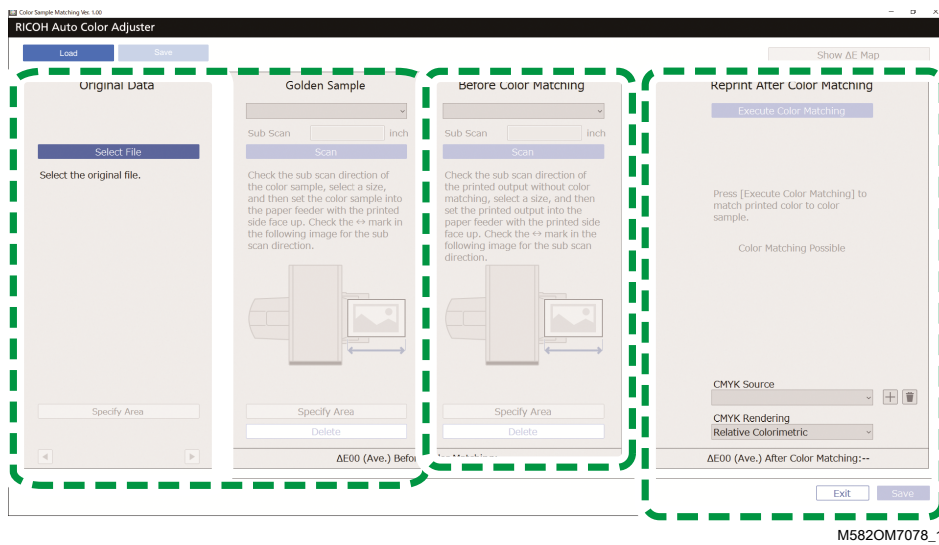 Color Sample Matching Ver. 1.00
RICOH Auto Color Adjuster
Load
Save
Show ΔE Map
Original Data
Select File
Select the original file.
Specify Area
Golden Sample
Sub Scan
inch
Scan
Check the sub scan direction of
the color sample, select a size,
and then set the color sample into
the paper feeder with the printed
side face up. Check the ↔ mark in
the following image for the sub
scan direction.
Specify Area
Delete
Before Color Matching
Sub Scan
inch
Scan
Check the sub scan direction of
the printed output without color
matching, select a size, and then
set the printed output into the
paper feeder with the printed side
face up. Check the ↔ mark in the
following image for the sub scan
direction.
Specify Area
Delete
ΔE00 (Ave.) Befor
Reprint After Color Matching
Execute Color Matching
Press [Execute Color Matching] to
match printed color to color
sample.
Color Matching Possible
CMYK Source
CMYK Rendering
Relative Colorimetric
ΔE00 (Ave.) After Color Matching:--
Exit
Save